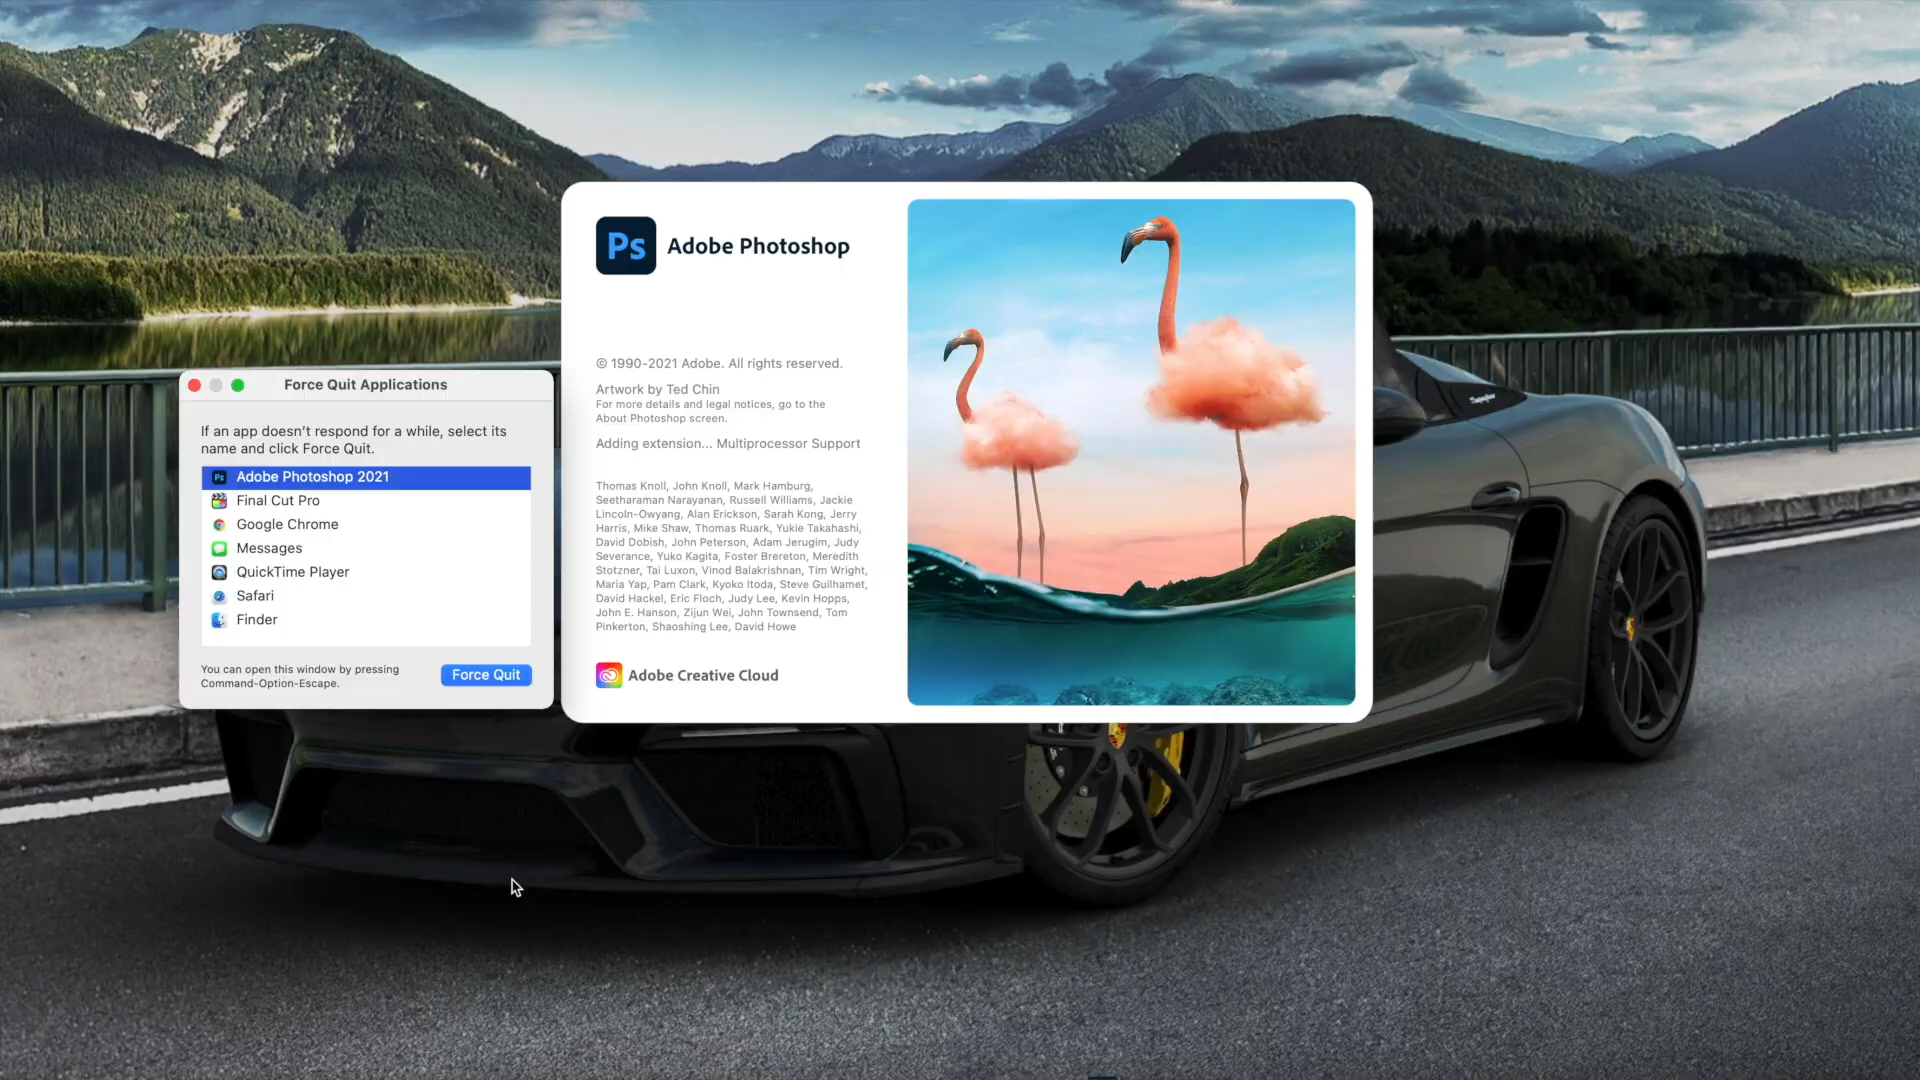 Force Quit Applications
If an app doesn't respond for a while, select its
name and click Force Quit.
Ps Adobe Photoshop 2021
Final Cut Pro
Google Chrome
Messages
QuickTime Player
Safari
Finder
You can open this window by pressing
Command-Option-Escape.
Force Quit
Ps Adobe Photoshop
© 1990-2021 Adobe. All rights reserved.
Artwork by Ted Chin
For more details and legal notices, go to the
About Photoshop screen.
Adding extension... Multiprocessor Support
Thomas Knoll, John Knoll, Mark Hamburg,
Seetharaman Narayanan, Russell Williams, Jackie
Lincoln-Owyang, Alan Erickson, Sarah Kong, Jerry
Harris, Mike Shaw, Thomas Ruark, Yukie Takahashi,
David Dobish, John Peterson, Adam Jerugim, Judy
Severance, Yuko Kagita, Foster Brereton, Meredith
Stotzner, Tai Luxon, Vinod Balakrishnan, Tim Wright,
Maria Yap, Pam Clark, Kyoko Itoda, Steve Guilhamet,
David Hackel, Eric Floch, Judy Lee, Kevin Hopps,
John E. Hanson, Zijun Wei, John Townsend, Tom
Pinkerton, Shaoshing Lee, David Howe
Adobe Creative Cloud